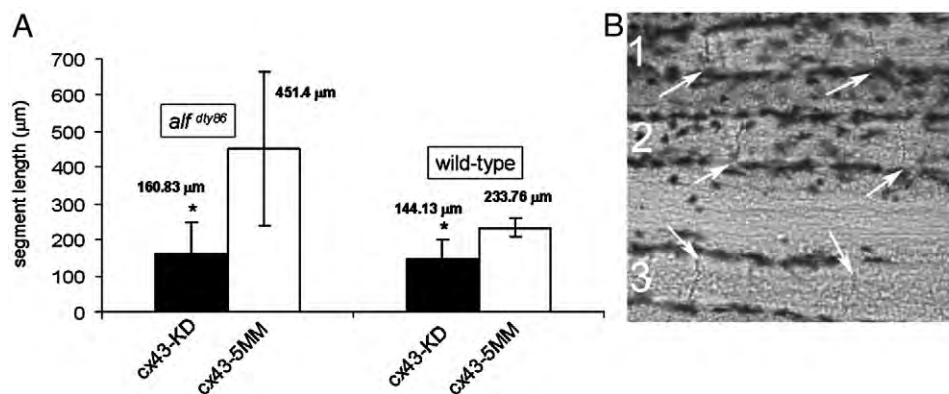 A
segment length (μm)
700
600
500
400
300
200
100
0
alf dty86
160.83 μm
*
451.4 μm
wild-type
144.13 μm
*
233.76 μm
cx43-KD
cx43-5MM
cx43-KD
cx43-5MM
B
1
2
3